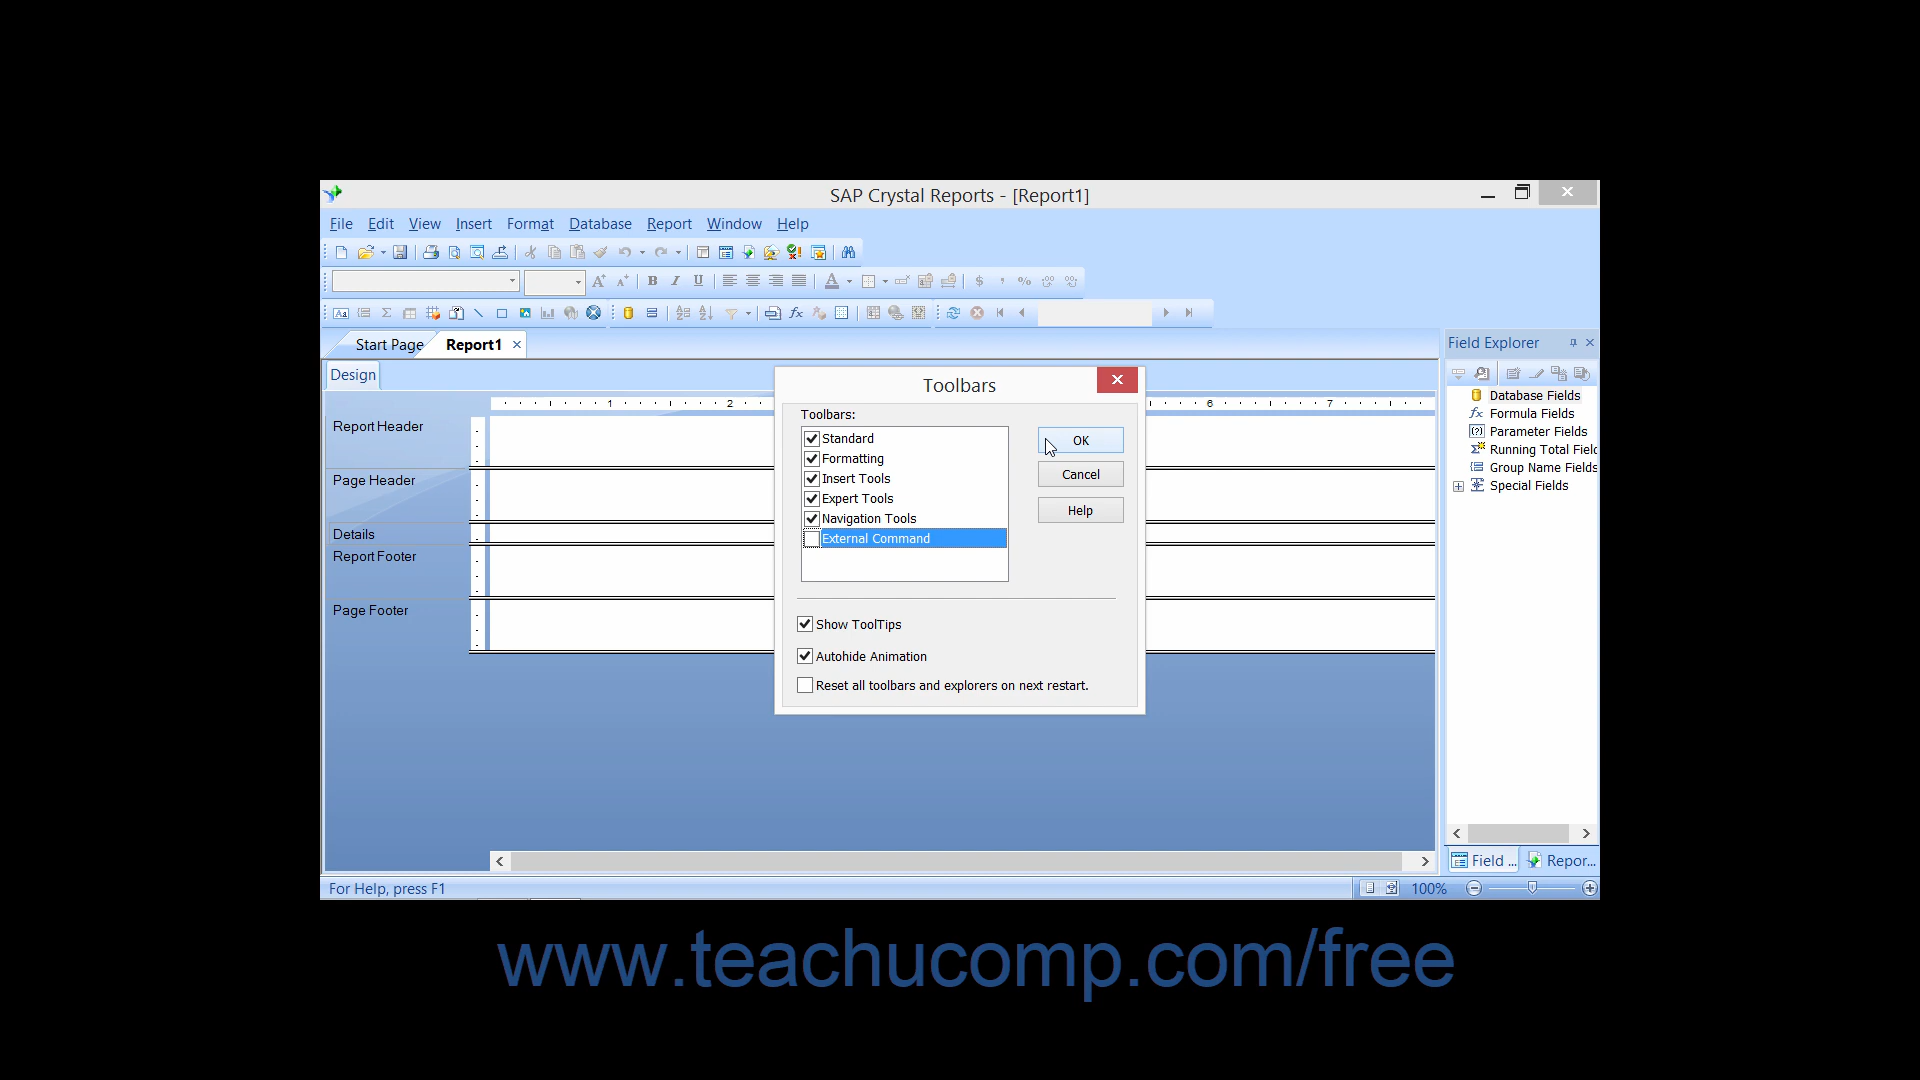 SAP Crystal Reports - [Report1]
File Edit View Insert Format Database Report Window Help
Start Page Report1
Field Explorer
Design
1 2 6 7
Report Header
Page Header
Details
Report Footer
Page Footer
Toolbars
Toolbars:
Standard
Formatting
Insert Tools
Expert Tools
Navigation Tools
External Command
OK
Cancel
Help
Show ToolTips
Autohide Animation
Reset all toolbars and explorers on next restart.
Database Fields
Formula Fields
Parameter Fields
Running Total Field
Group Name Fields
Special Fields
Field ... Repor...
For Help, press F1
100%
www.teachucomp.com/free